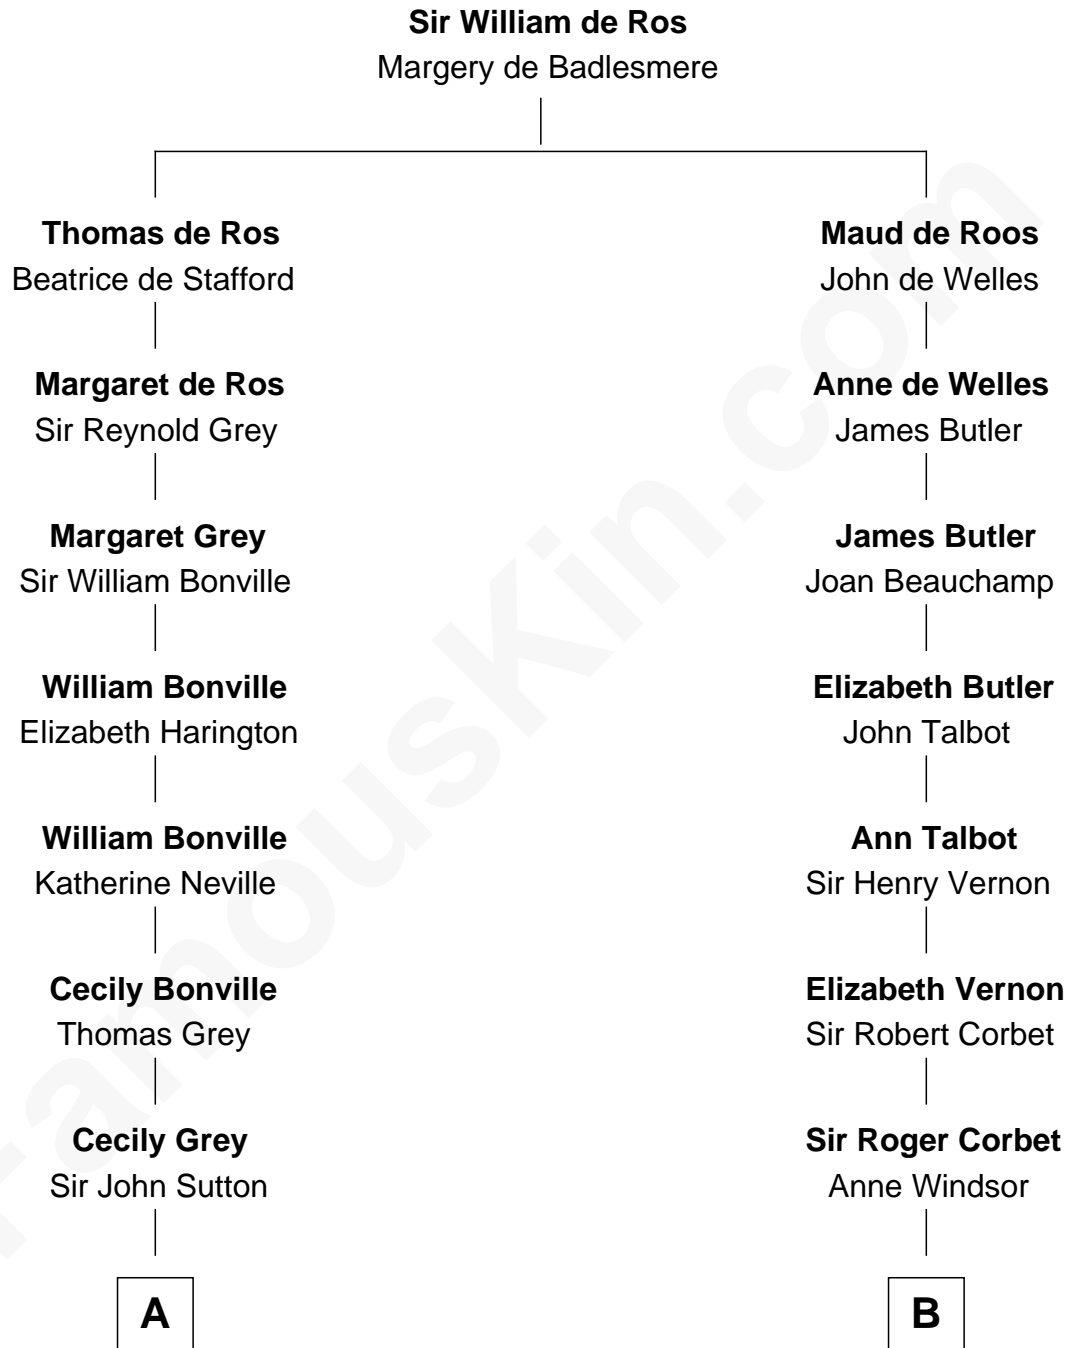 Sir William de Ros
Margery de Badlesmere
Thomas de Ros
Beatrice de Stafford
Maud de Roos
John de Welles
Margaret de Ros
Sir Reynold Grey
Anne de Welles
James Butler
Margaret Grey
Sir William Bonville
James Butler
Joan Beauchamp
William Bonville
Elizabeth Harington
Elizabeth Butler
John Talbot
William Bonville
Katherine Neville
Ann Talbot
Sir Henry Vernon
Cecily Bonville
Thomas Grey
Elizabeth Vernon
Sir Robert Corbet
Cecily Grey
Sir John Sutton
Sir Roger Corbet
Anne Windsor
A
B
FamousKin.com